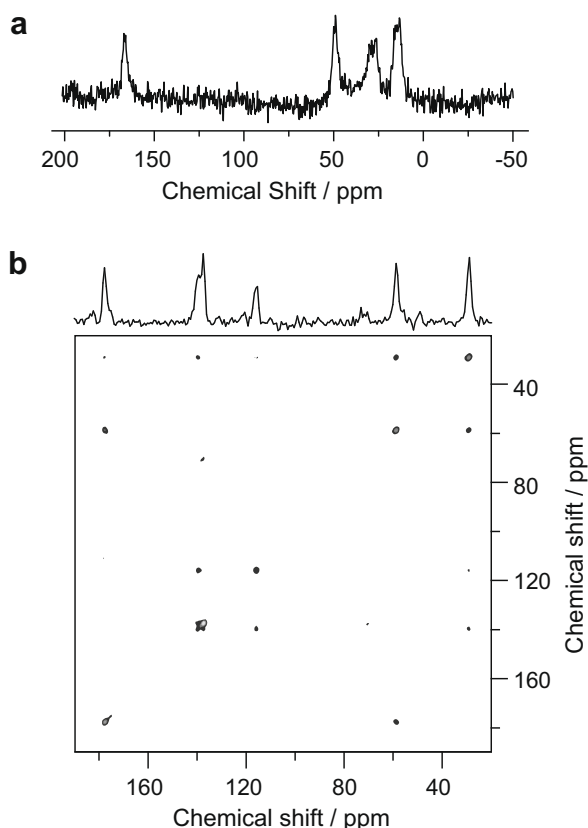 a
200 150 100 50 0 -50
Chemical Shift / ppm
b
40
80
120
160
Chemical shift / ppm
160 120 80 40
Chemical shift / ppm